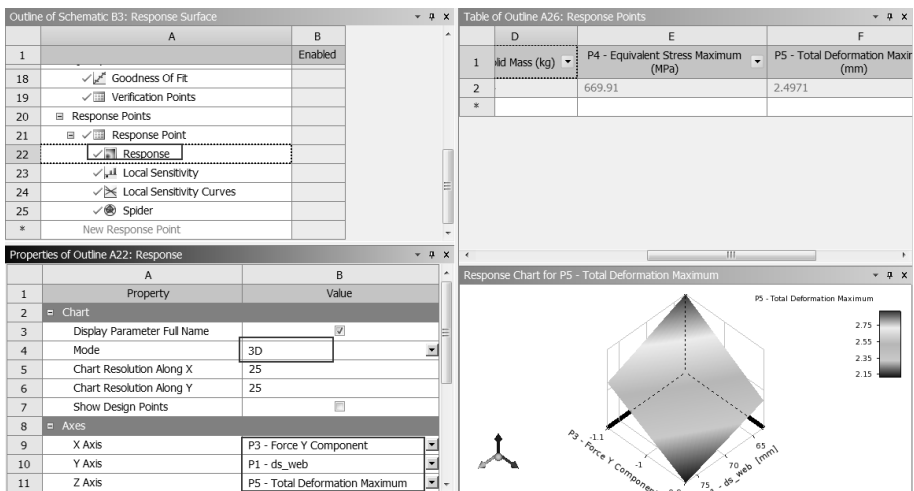 Outline of Schematic B3: Response Surface
A B
1 Enabled
18 Goodness Of Fit
19 Verification Points
20 Response Points
21 Response Point
22 Response
23 Local Sensitivity
24 Local Sensitivity Curves
25 Spider
* New Response Point
Table of Outline A26: Response Points
D E F
1 lid Mass (kg) P4 - Equivalent Stress Maximum (MPa) P5 - Total Deformation Maxir (mm)
2 669.91 2.4971
*
Properties of Outline A22: Response
A B
1 Property Value
2 Chart
3 Display Parameter Full Name
4 Mode 3D
5 Chart Resolution Along X 25
6 Chart Resolution Along Y 25
7 Show Design Points
8 Axes
9 X Axis P3 - Force Y Component
10 Y Axis P1 - ds_web
11 Z Axis P5 - Total Deformation Maximum
Response Chart for P5 - Total Deformation Maximum
P5 - Total Deformation Maximum
2.75
2.55
2.35
2.15
-1.1
-1
P3 - Force Y Compone
65
70
75
- ds_web [mm]